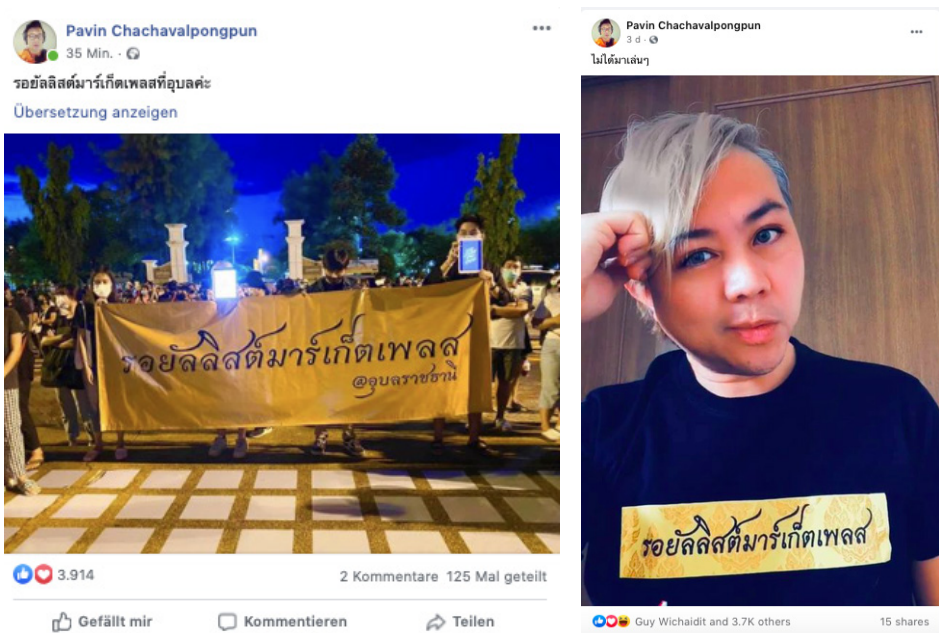 Pavin Chachavalpongpun
35 Min. ·
รอยัลลิสต์มาร์เก็ตเพลสที่อุบลค่ะ
Übersetzung anzeigen
รอยัลลิสต์มาร์เก็ตเพลส
@อุบลราชธานี
3.914
2 Kommentare 125 Mal geteilt
Gefällt mir Kommentieren Teilen
Pavin Chachavalpongpun
3 d ·
ไม่ได้มาเล่นๆ
รอยัลลิสต์มาร์เก็ตเพลส
Guy Wichaidit and 3.7K others 15 shares